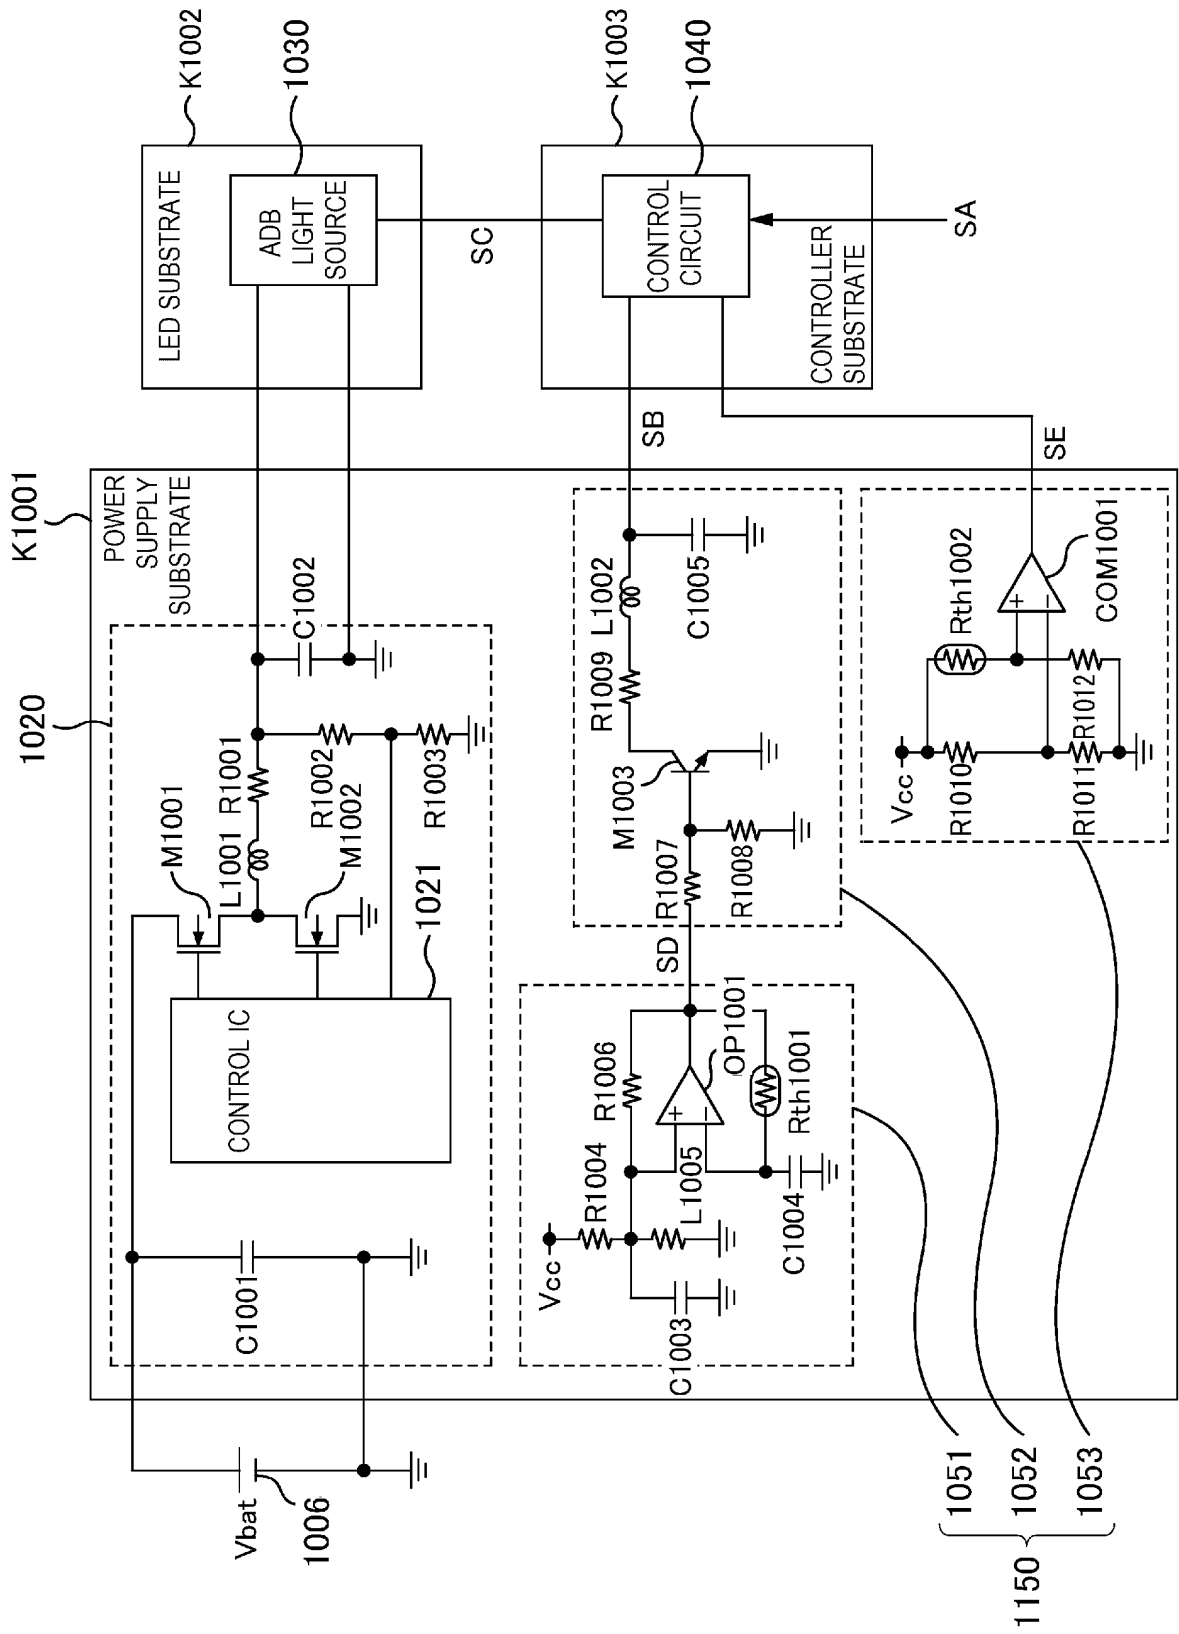 K1001
POWER
SUPPLY
SUBSTRATE
1020
Vbat
1006
C1001
CONTROL IC
1021
M1001
M1002
L1001
R1001
R1002
R1003
C1002
K1002
LED SUBSTRATE
ADB
LIGHT
SOURCE
1030
SC
K1003
CONTROL
CIRCUIT
1040
CONTROLLER
SUBSTRATE
SA
SB
SE
Vcc
R1004
C1003
L1005
R1006
+
−
OP1001
Rth1001
C1004
SD
R1007
R1008
M1003
R1009
L1002
C1005
Vcc
R1010
R1011
R1012
Rth1002
+
−
COM1001
1051
1052
1053
1150